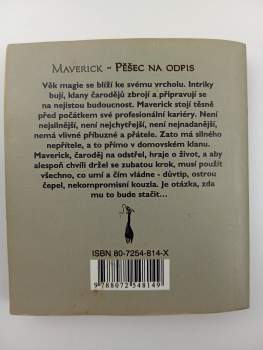 MAVERICK - PĚŠEC NA ODPIS
Věk magie se blíží ke svému vrcholu. Intriky
bují, klany čarodějů zbrojí a připravují se
na nejistou budoucnost. Maverick stojí těsně
před počátkem své profesionální kariéry. Není
nejsilnější, není nejchytřejší, není nejnadanější,
nemá vlivné příbuzné a přátele. Zato má silného
nepřítele, a to přímo v domovském klanu.
Maverick, čaroděj na odstřel, hraje o život, a aby
alespoň chvíli držel se zubatou krok, musí použít
všechno, co umí a čím vládne - důvtip, ostrou
čepel, nekompromisní kouzla. Je otázka, zda
mu to bude stačit...
ISBN 80-7254-814-X
9 788072 548149